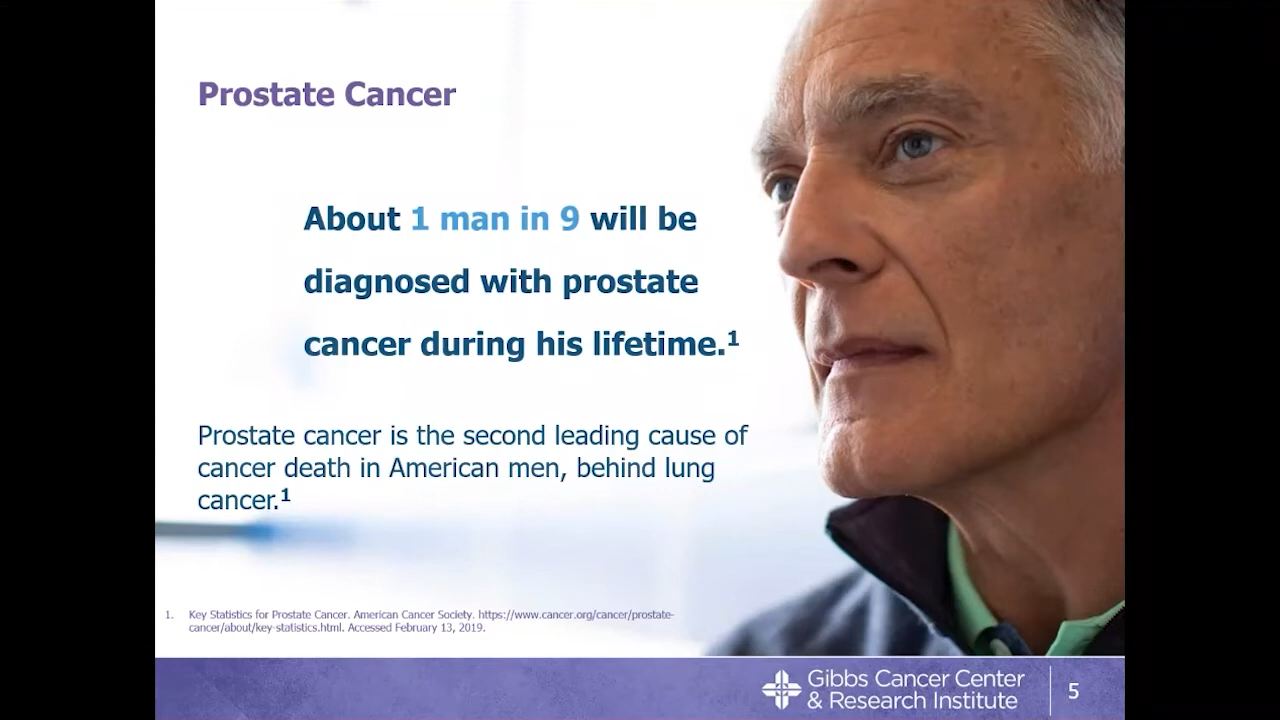 Prostate Cancer
About 1 man in 9 will be
diagnosed with prostate
cancer during his lifetime.¹
Prostate cancer is the second leading cause of
cancer death in American men, behind lung
cancer.¹
1. Key Statistics for Prostate Cancer. American Cancer Society. https://www.cancer.org/cancer/prostate-
cancer/about/key-statistics.html. Accessed February 13, 2019.
Gibbs Cancer Center
& Research Institute
5